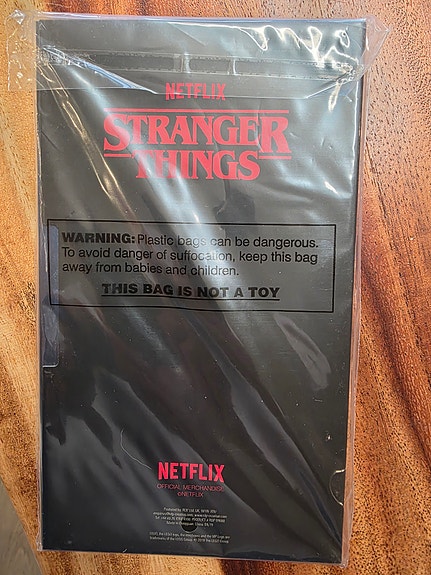 NETFLIX
STRANGER
THINGS
WARNING: Plastic bags can be dangerous.
To avoid danger of suffocation, keep this bag
away from babies and children.
THIS BAG IS NOT A TOY
NETFLIX
OFFICIAL MERCHANDISE
©NETFLIX